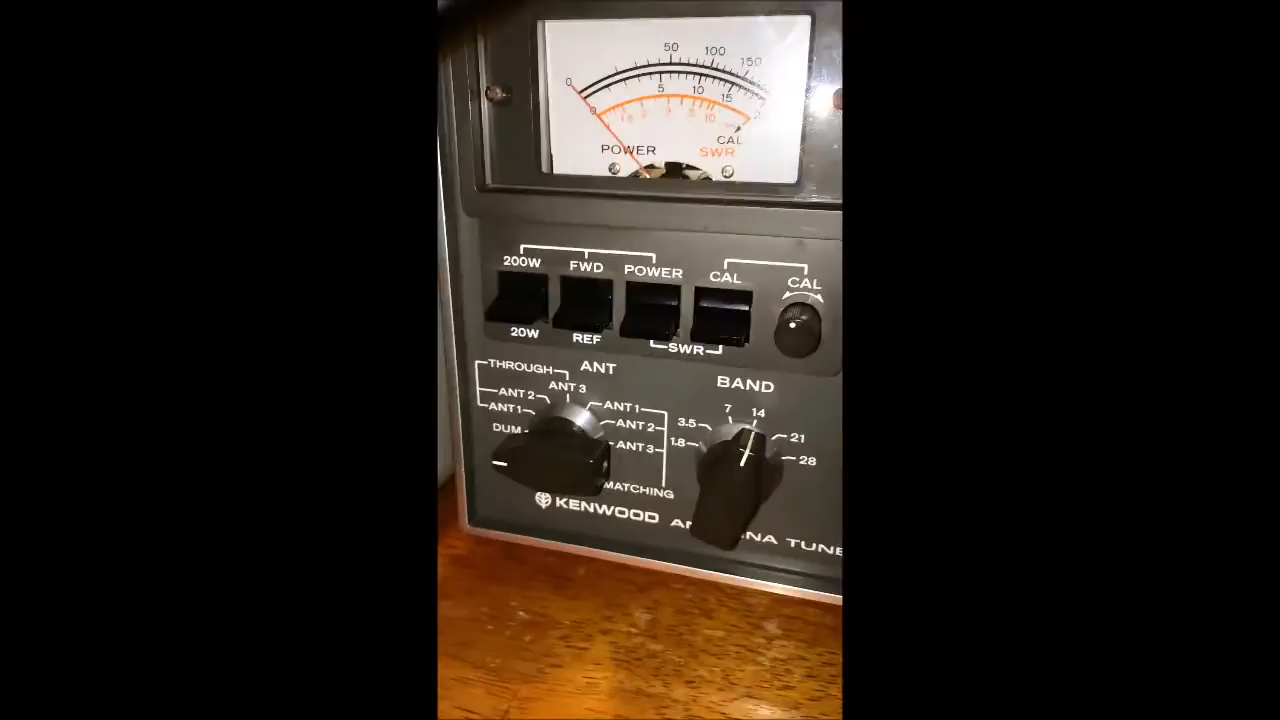 50 100 150
0
5 10 15
0
10
CAL
POWER SWR
200W FWD POWER CAL CAL
20W REF SWR
THROUGH ANT BAND
ANT 3
ANT 2 ANT 1 7 14
ANT 1 ANT 2 3.5 21
DUM ANT 3 1.8 28
MATCHING
KENWOOD